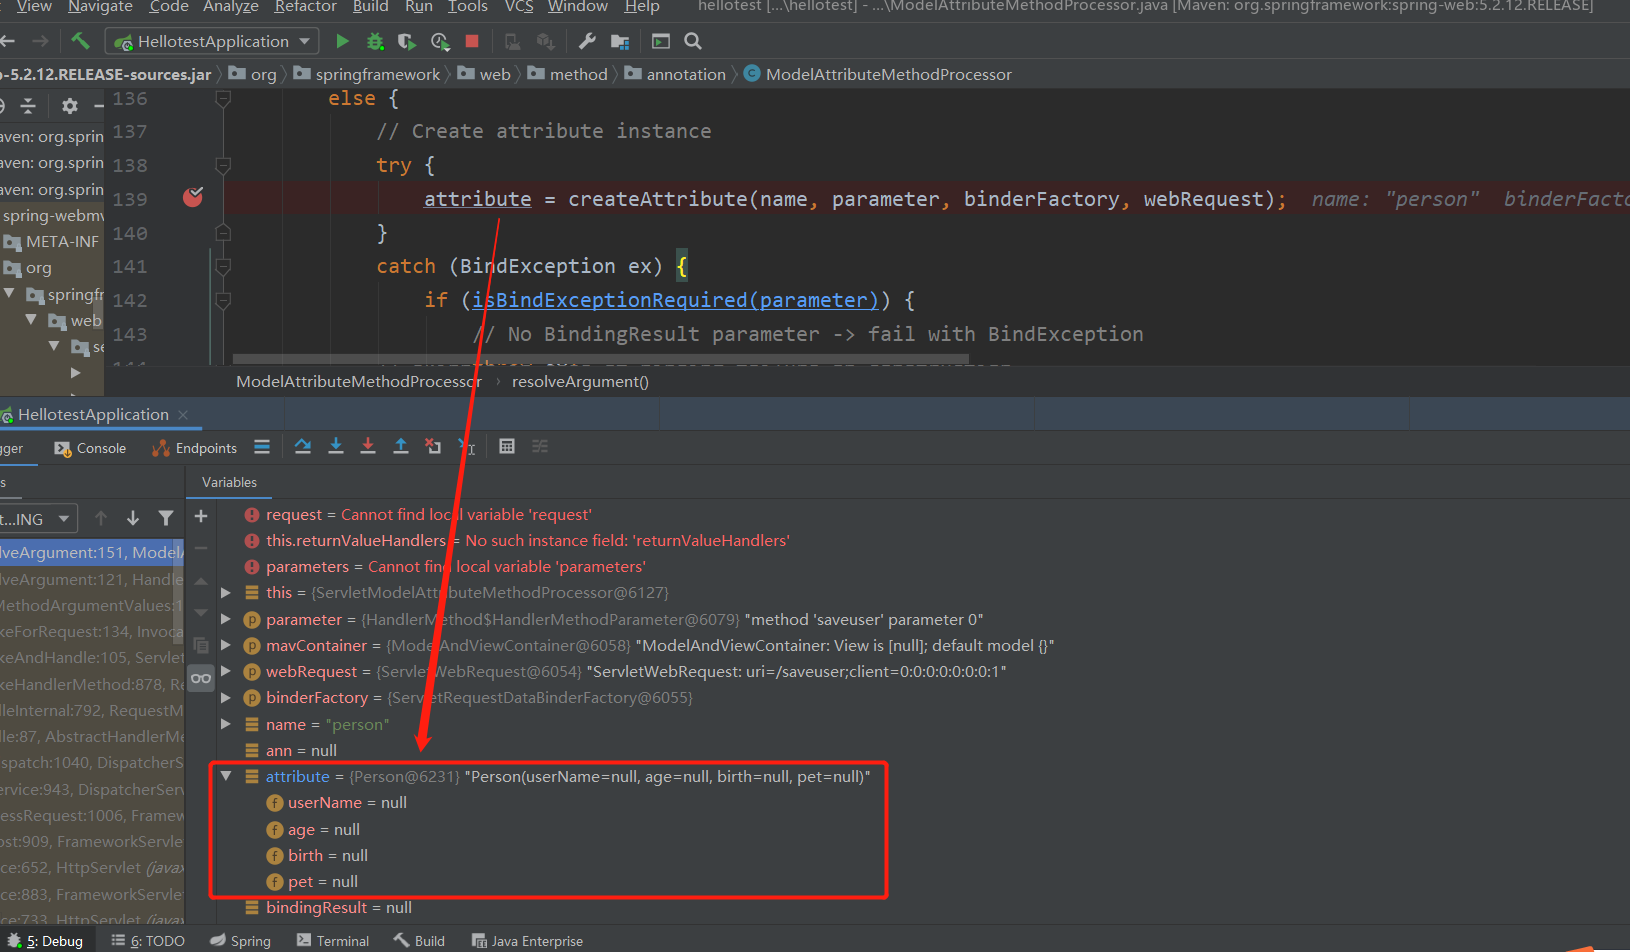 View Navigate Code Analyze Refactor Build Run Tools VCS Window Help hellotest [...\hellotest] - ...\ModelAttributeMethodProcessor.java [Maven: org.springframework:spring-web:5.2.12.RELEASE]
HellotestApplication
-5.2.12.RELEASE-sources.jar org springframework web method annotation ModelAttributeMethodProcessor
136 else {
aven: org.sprin 137 // Create attribute instance
aven: org.sprin 138 try {
aven: org.sprin 139 attribute = createAttribute(name, parameter, binderFactory, webRequest); name: "person" binderFacto
spring-webmv
META-INF 140 }
org 141 catch (BindException ex) {
springfr 142 if (isBindExceptionRequired(parameter)) {
web 143 // No BindingResult parameter -> fail with BindException
se
ModelAttributeMethodProcessor › resolveArgument()
HellotestApplication ×
gger Console Endpoints
s Variables
t...ING
request = Cannot find local variable 'request'
lveArgument:151, ModelA this.returnValueHandlers = No such instance field: 'returnValueHandlers'
lveArgument:121, Handle parameters = Cannot find local variable 'parameters'
MethodArgumentValues:1 this = {ServletModelAttributeMethodProcessor@6127}
keForRequest:134, Invoca parameter = {HandlerMethod$HandlerMethodParameter@6079} "method 'saveuser' parameter 0"
keAndHandle:105, Servlet mavContainer = {ModelAndViewContainer@6058} "ModelAndViewContainer: View is [null]; default model {}"
keHandlerMethod:878, Re webRequest = {ServletWebRequest@6054} "ServletWebRequest: uri=/saveuser;client=0:0:0:0:0:0:0:1"
lleInternal:792, RequestM binderFactory = {ServletRequestDataBinderFactory@6055}
lle:87, AbstractHandlerMe name = "person"
ispatch:1040, DispatcherS ann = null
ervice:943, DispatcherServ attribute = {Person@6231} "Person(userName=null, age=null, birth=null, pet=null)"
essRequest:1006, Framew userName = null
ost:909, FrameworkServle age = null
ce:652, HttpServlet (javax birth = null
ce:883, FrameworkServlet pet = null
ce:733, HttpServlet (javax bindingResult = null
5: Debug 6: TODO Spring Terminal Build Java Enterprise